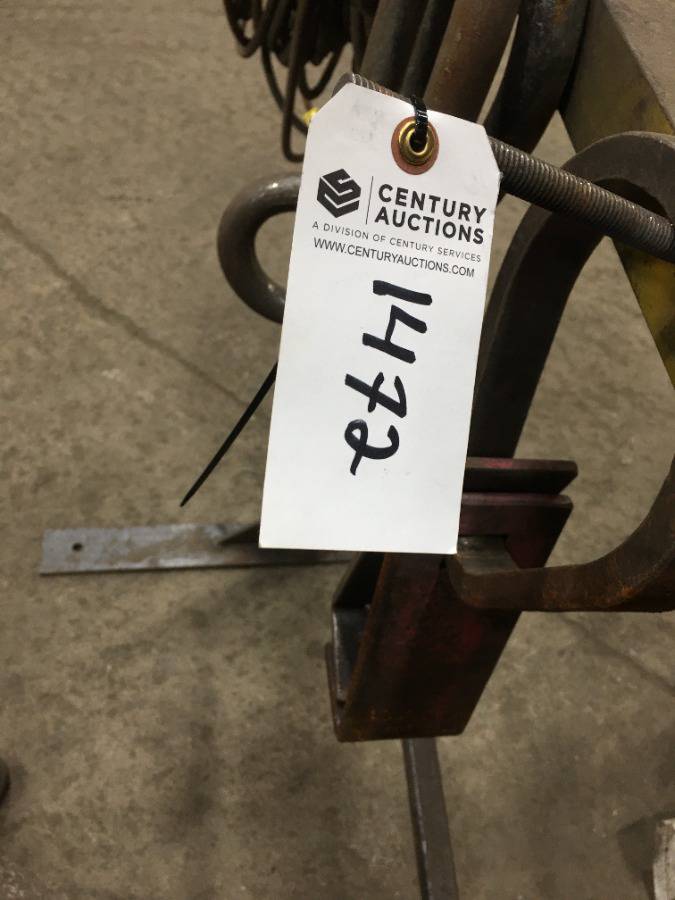 CENTURY
AUCTIONS
A DIVISION OF CENTURY SERVICES
WWW.CENTURYAUCTIONS.COM
1472